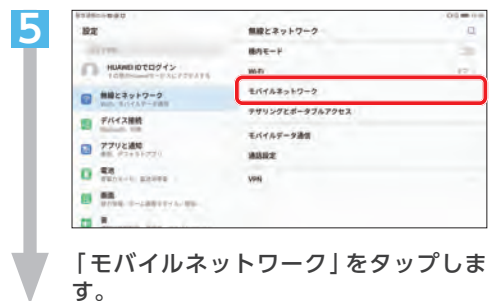 5
設定
無線とネットワーク
機内モード
HUAWEI IDでログイン
Wi-Fi
無線とネットワーク
モバイルネットワーク
テザリングとポータブルアクセス
デバイス接続
モバイルデータ通信
アプリと通知
通話設定
電池
VPN
画面
音
「モバイルネットワーク」をタップしま
す。